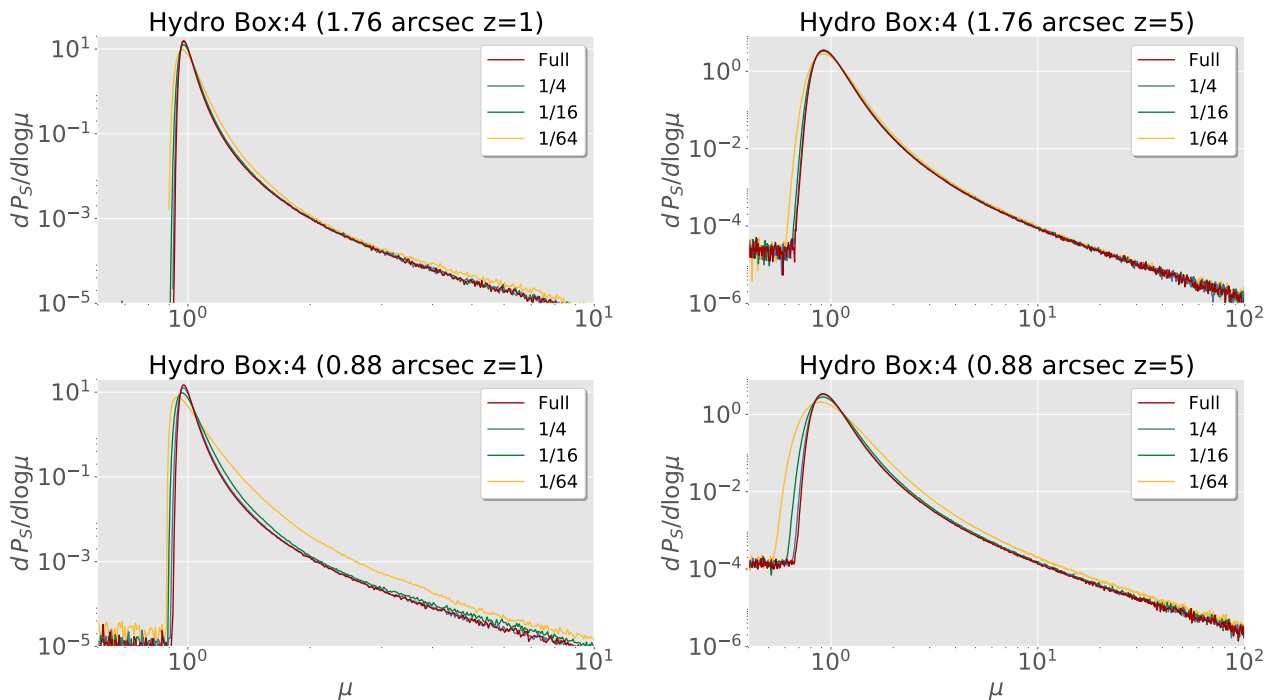 Hydro Box:4 (1.76 arcsec z=1)
dP_S/dlogμ
10^1
10^-1
10^-3
10^-5
10^0
10^1
Full
1/4
1/16
1/64
Hydro Box:4 (1.76 arcsec z=5)
dP_S/dlogμ
10^0
10^-2
10^-4
10^-6
10^0
10^1
10^2
Full
1/4
1/16
1/64
Hydro Box:4 (0.88 arcsec z=1)
dP_S/dlogμ
10^1
10^-1
10^-3
10^-5
10^0
10^1
μ
Full
1/4
1/16
1/64
Hydro Box:4 (0.88 arcsec z=5)
dP_S/dlogμ
10^0
10^-2
10^-4
10^-6
10^0
10^1
10^2
μ
Full
1/4
1/16
1/64